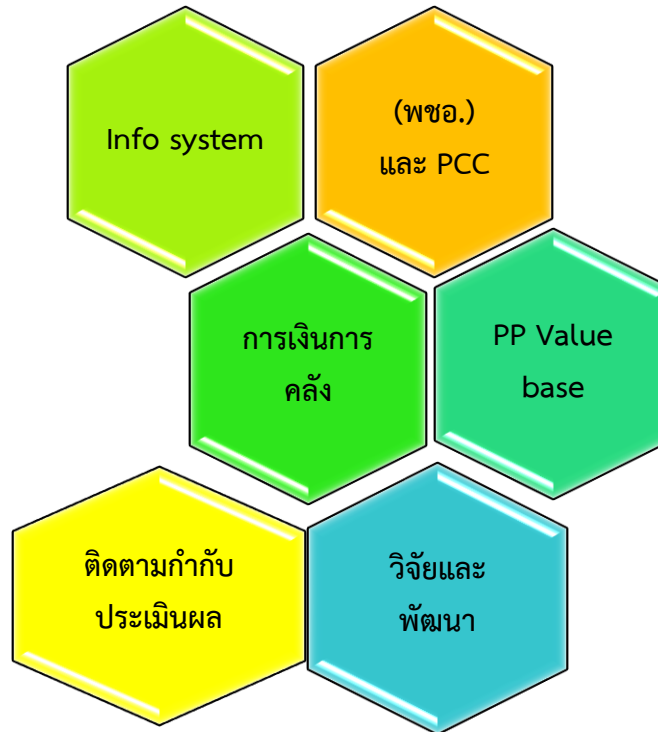 Info system
(พชอ.)
และ PCC
การเงินการ
คลัง
PP Value
base
ติดตามกำกับ
ประเมินผล
วิจัยและ
พัฒนา